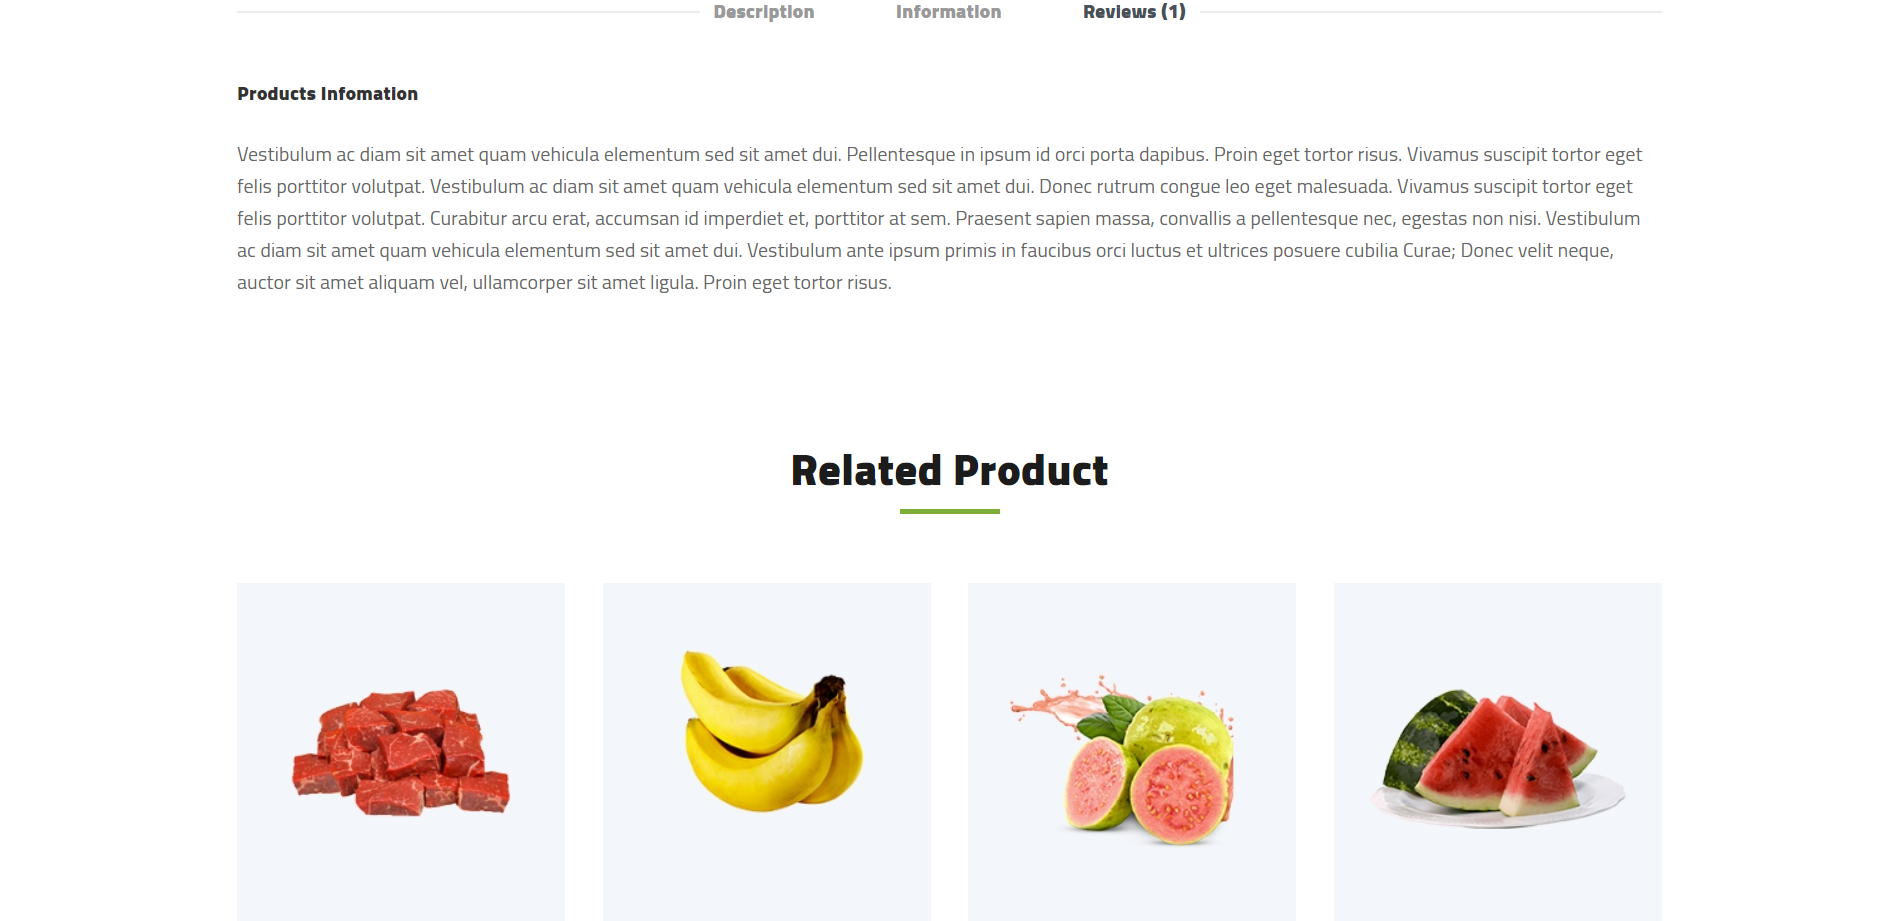 Description Information Reviews (1)
Products Infomation
Vestibulum ac diam sit amet quam vehicula elementum sed sit amet dui. Pellentesque in ipsum id orci porta dapibus. Proin eget tortor risus. Vivamus suscipit tortor eget
felis porttitor volutpat. Vestibulum ac diam sit amet quam vehicula elementum sed sit amet dui. Donec rutrum congue leo eget malesuada. Vivamus suscipit tortor eget
felis porttitor volutpat. Curabitur arcu erat, accumsan id imperdiet et, porttitor at sem. Praesent sapien massa, convallis a pellentesque nec, egestas non nisi. Vestibulum
ac diam sit amet quam vehicula elementum sed sit amet dui. Vestibulum ante ipsum primis in faucibus orci luctus et ultrices posuere cubilia Curae; Donec velit neque,
auctor sit amet aliquam vel, ullamcorper sit amet ligula. Proin eget tortor risus.
Related Product